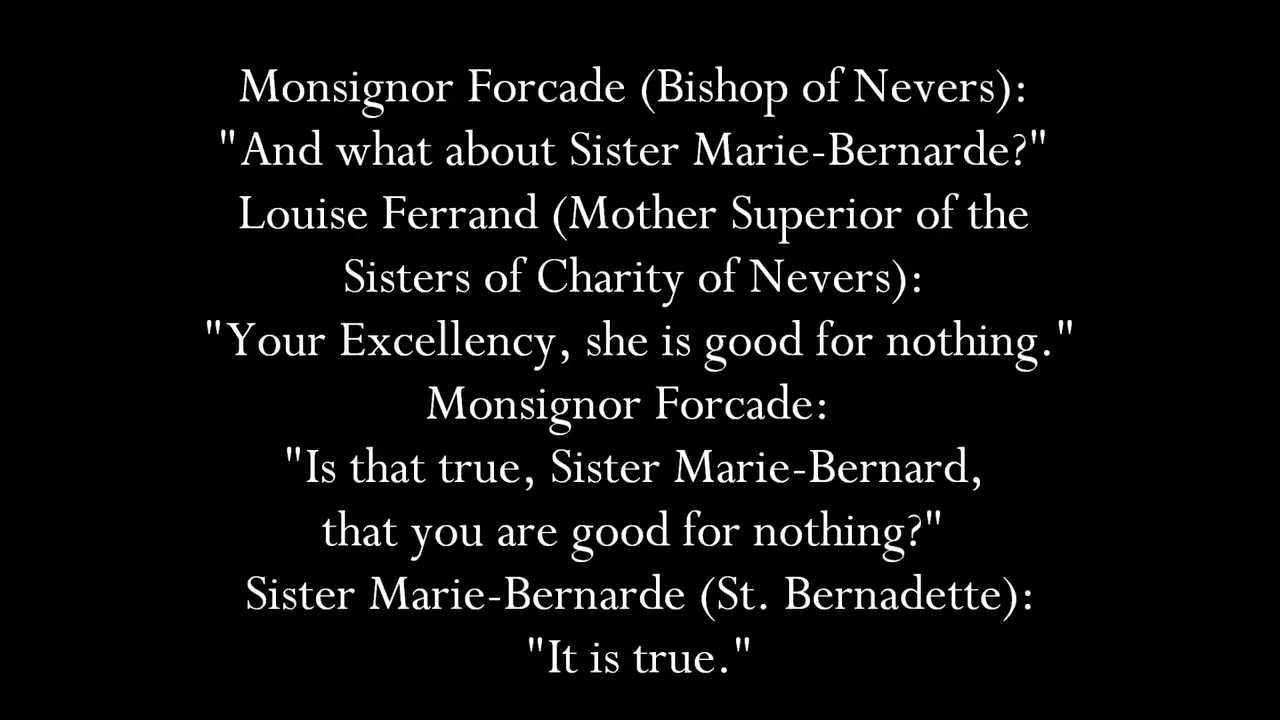 Monsignor Forcade (Bishop of Nevers):
"And what about Sister Marie-Bernarde?"
Louise Ferrand (Mother Superior of the
Sisters of Charity of Nevers):
"Your Excellency, she is good for nothing."
Monsignor Forcade:
"Is that true, Sister Marie-Bernard,
that you are good for nothing?"
Sister Marie-Bernarde (St. Bernadette):
"It is true."